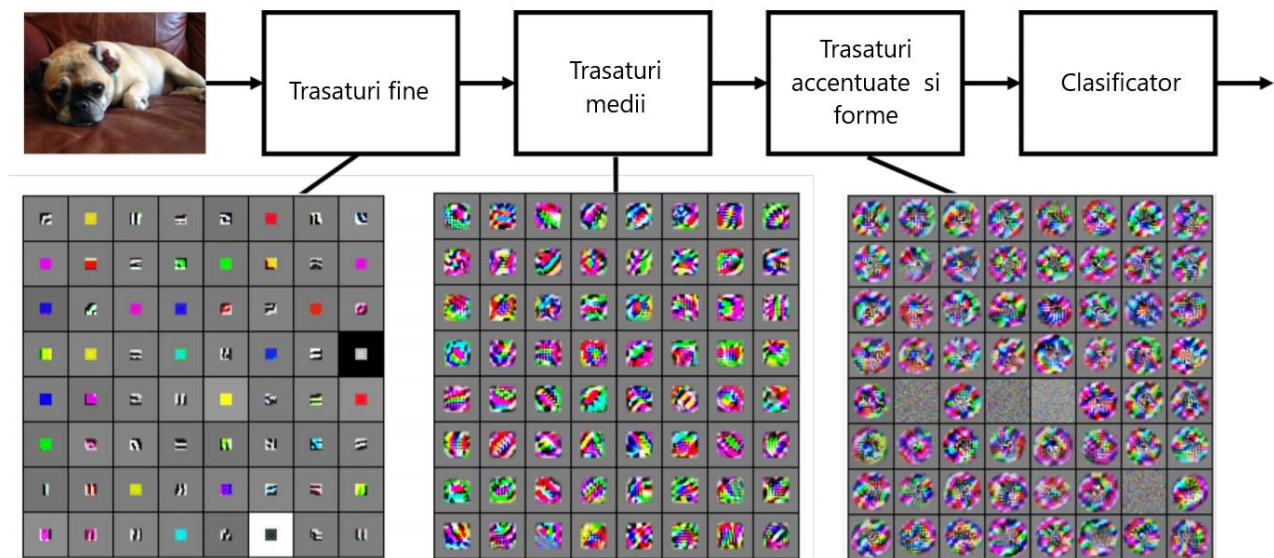 Trasaturi fine
Trasaturi
medii
Trasaturi
accentuate si
forme
Clasificator